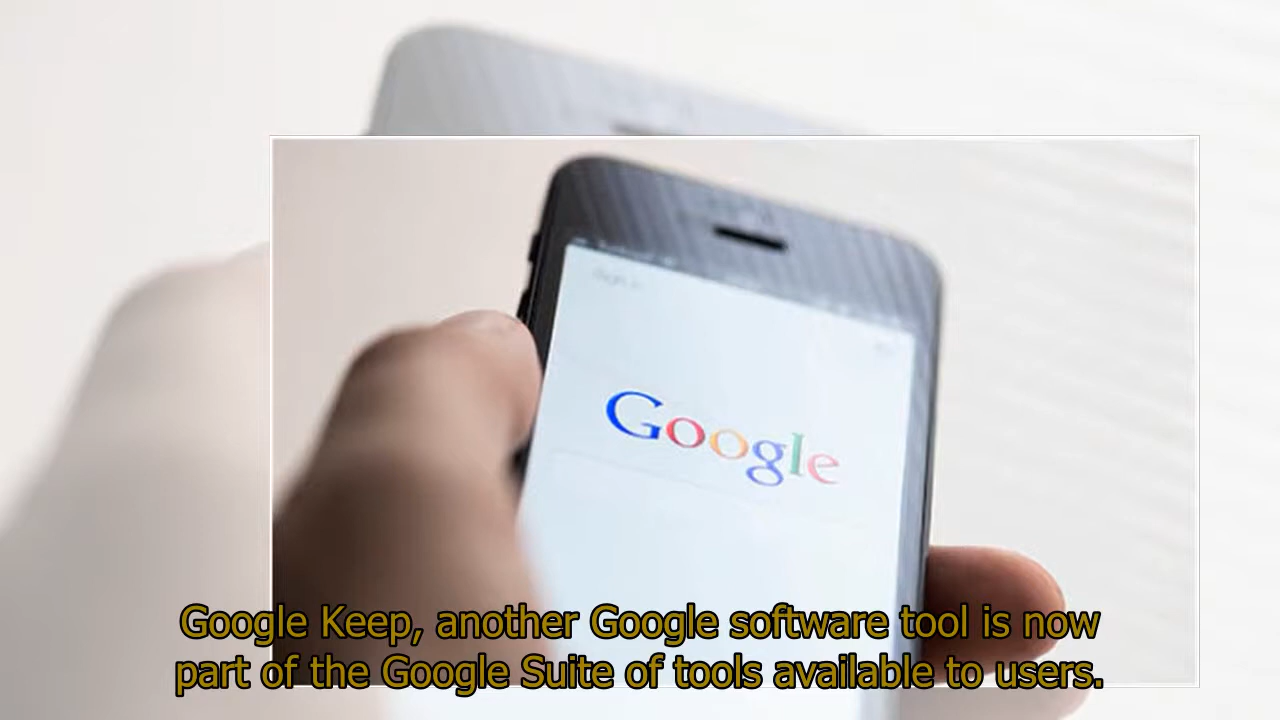 Google
Google Keep, another Google software tool is now
part of the Google Suite of tools available to users.